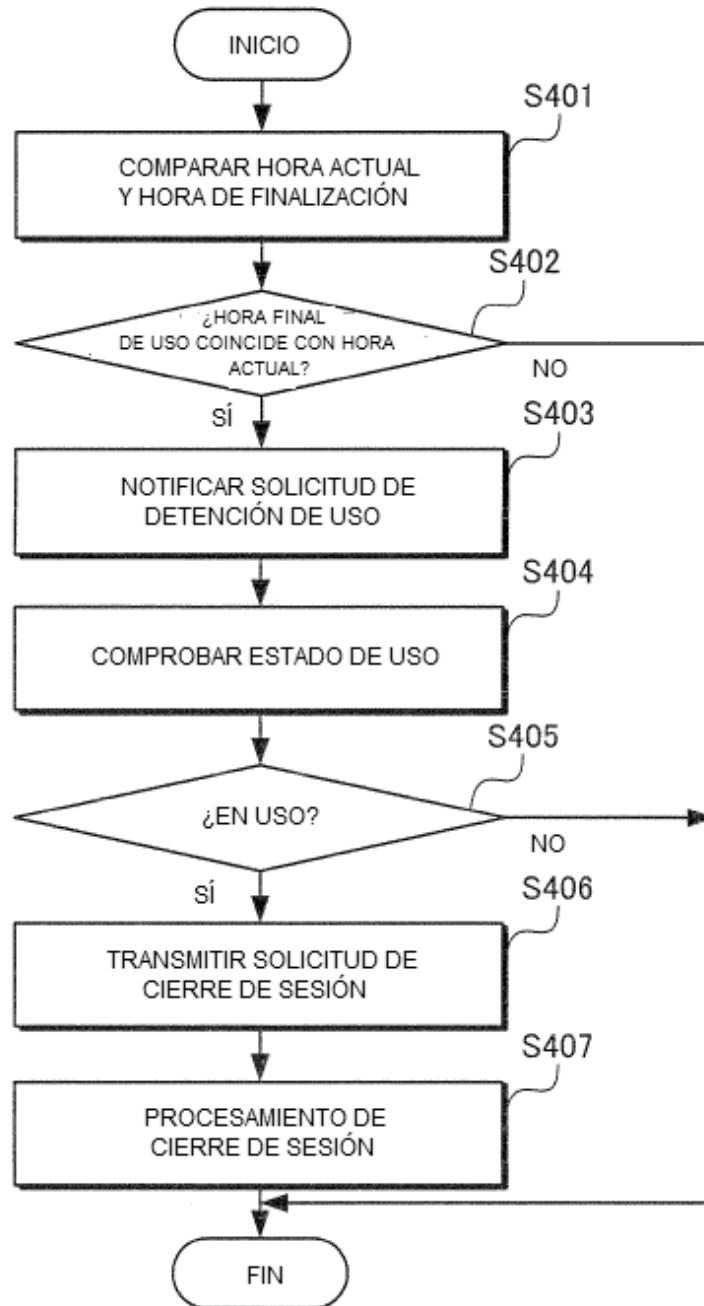 INICIO
S401
COMPARAR HORA ACTUAL
Y HORA DE FINALIZACIÓN
S402
¿HORA FINAL
DE USO COINCIDE CON HORA
ACTUAL?
NO
SÍ
S403
NOTIFICAR SOLICITUD DE
DETENCIÓN DE USO
S404
COMPROBAR ESTADO DE USO
S405
¿EN USO?
NO
SÍ
S406
TRANSMITIR SOLICITUD DE
CIERRE DE SESIÓN
S407
PROCESAMIENTO DE
CIERRE DE SESIÓN
FIN